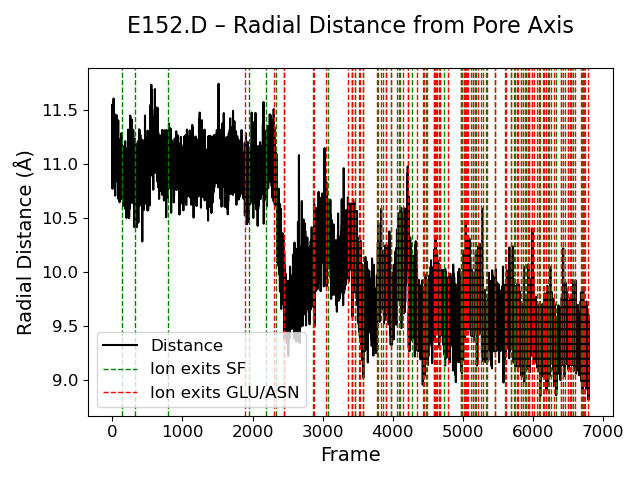 E152.D – Radial Distance from Pore Axis
Radial Distance (Å)
11.5
11.0
10.5
10.0
9.5
9.0
Distance
Ion exits SF
Ion exits GLU/ASN
0 1000 2000 3000 4000 5000 6000 7000
Frame